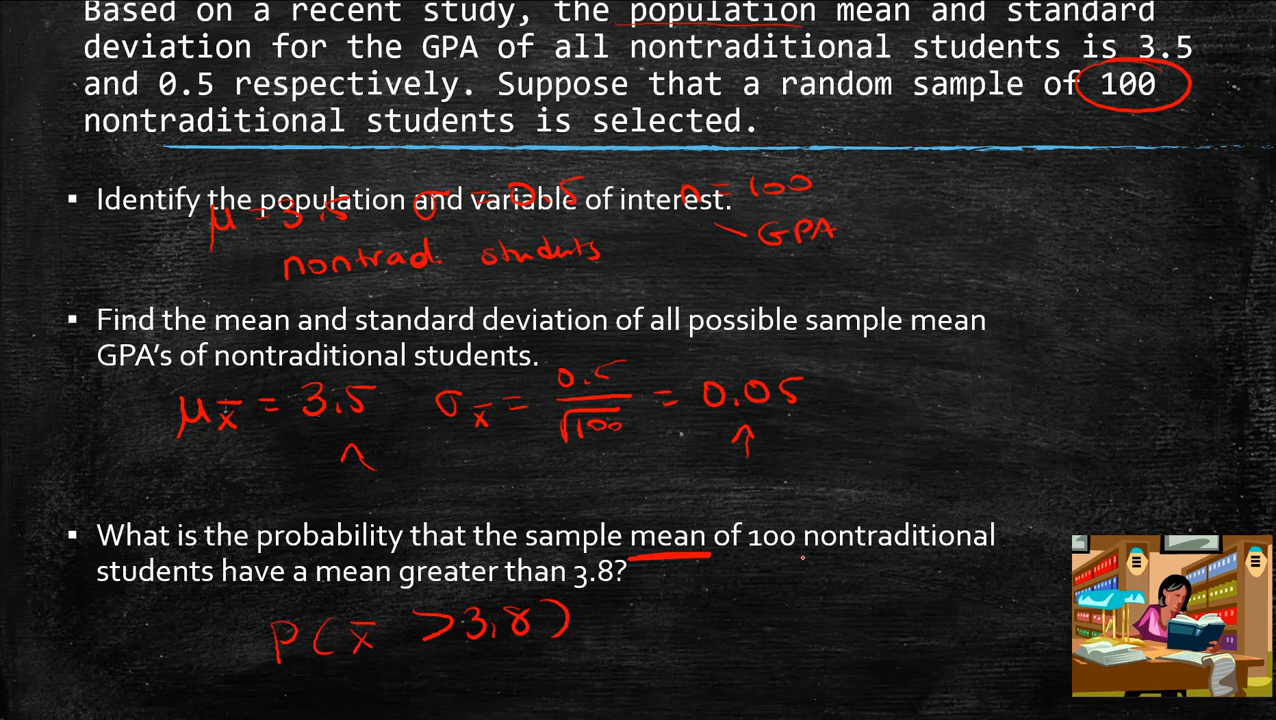 Based on a recent study, the population mean and standard
deviation for the GPA of all nontraditional students is 3.5
and 0.5 respectively. Suppose that a random sample of 100
nontraditional students is selected.
▪ Identify the population and variable of interest.
μ = 3.5 σ = 0.5 n = 100
nontrad. students - GPA
▪ Find the mean and standard deviation of all possible sample mean
GPA's of nontraditional students.
μx̄ = 3.5 σx̄ = 0.5/√100 = 0.05
▪ What is the probability that the sample mean of 100 nontraditional
students have a mean greater than 3.8?
P(x̄ >3.8)